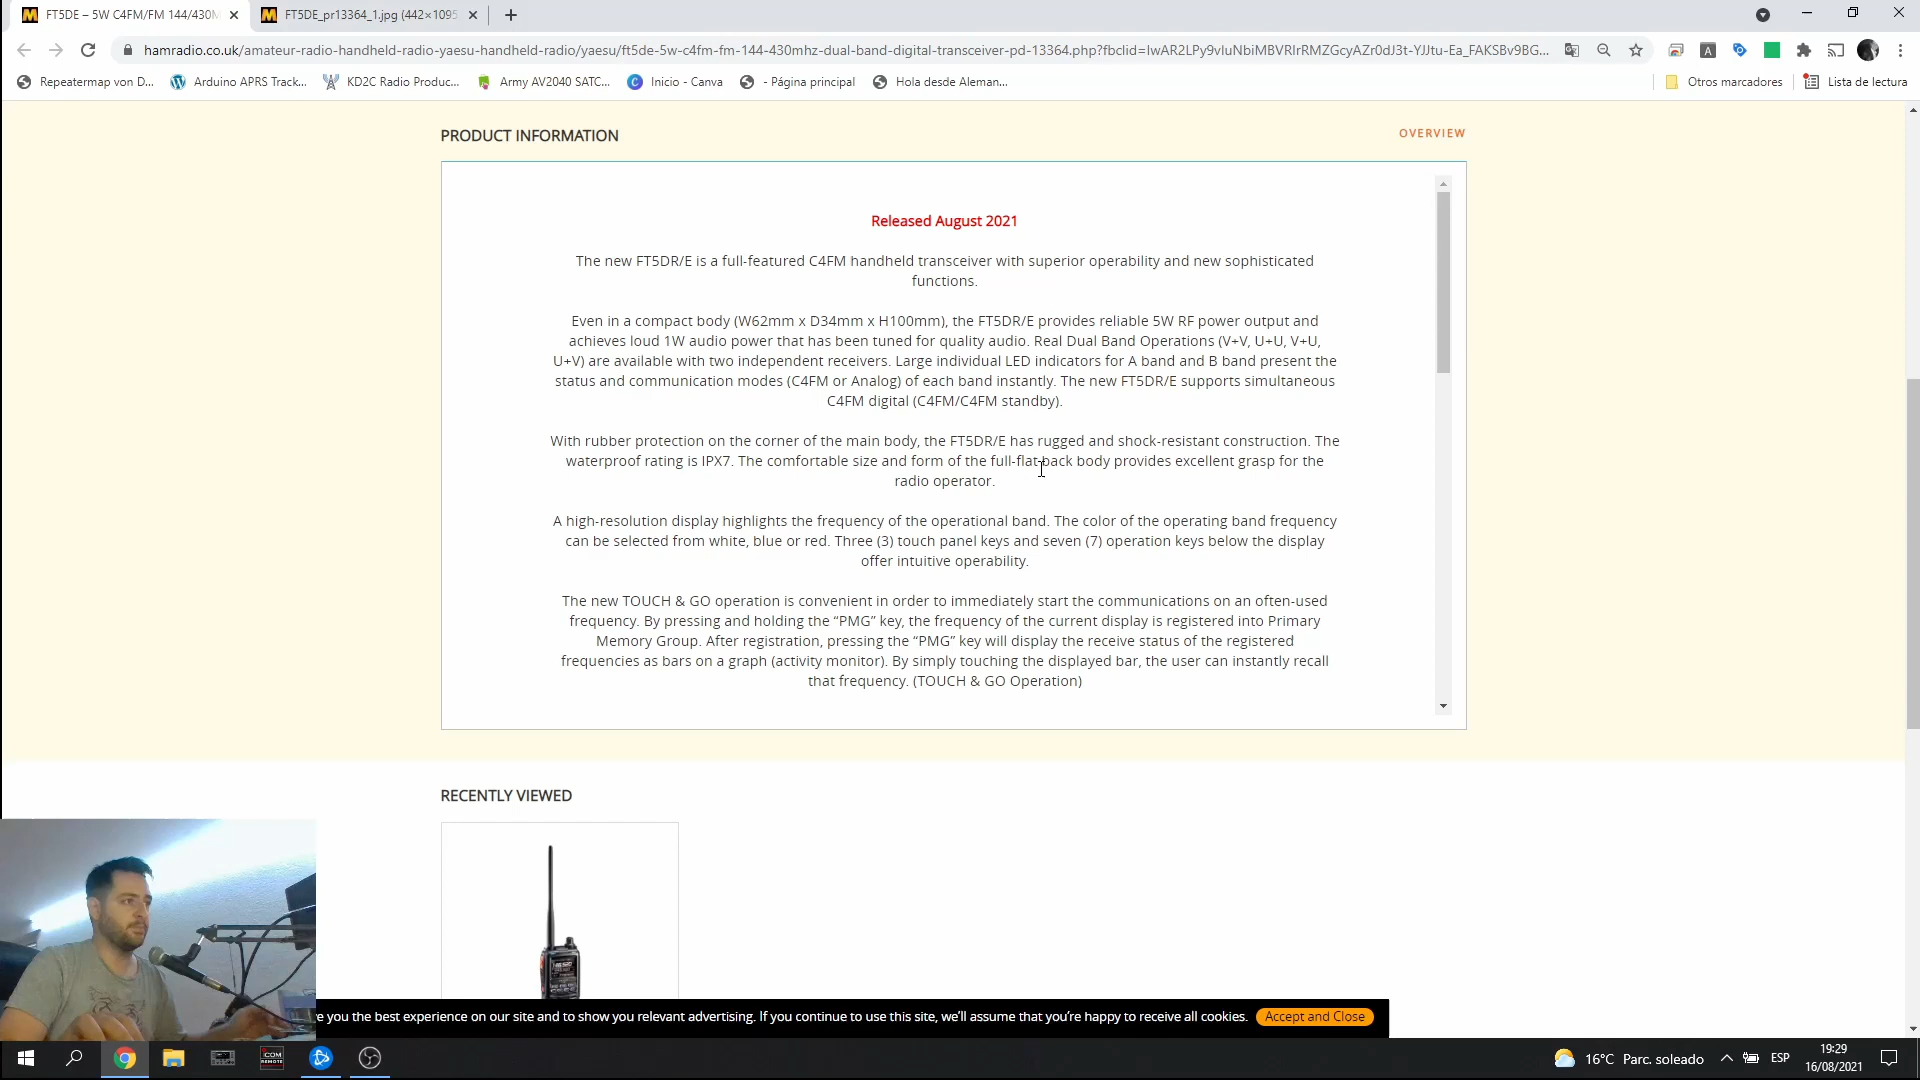 FT5DE – 5W C4FM/FM 144/430M
FT5DE_pr13364_1.jpg (442×1095
hamradio.co.uk/amateur-radio-handheld-radio-yaesu-handheld-radio/yaesu/ft5de-5w-c4fm-fm-144-430mhz-dual-band-digital-transceiver-pd-13364.php?fbclid=IwAR2LPy9vIuNbiMBVRIrRMZGcyAZr0dJ3t-YJJtu-Ea_FAKSBv9BG...
Repeatermap von D...
Arduino APRS Track...
KD2C Radio Produc...
Army AV2040 SATC...
Inicio - Canva
- Página principal
Hola desde Aleman...
Otros marcadores
Lista de lectura
PRODUCT INFORMATION
OVERVIEW
Released August 2021
The new FT5DR/E is a full-featured C4FM handheld transceiver with superior operability and new sophisticated
functions.
Even in a compact body (W62mm x D34mm x H100mm), the FT5DR/E provides reliable 5W RF power output and
achieves loud 1W audio power that has been tuned for quality audio. Real Dual Band Operations (V+V, U+U, V+U,
U+V) are available with two independent receivers. Large individual LED indicators for A band and B band present the
status and communication modes (C4FM or Analog) of each band instantly. The new FT5DR/E supports simultaneous
C4FM digital (C4FM/C4FM standby).
With rubber protection on the corner of the main body, the FT5DR/E has rugged and shock-resistant construction. The
waterproof rating is IPX7. The comfortable size and form of the full-flat-back body provides excellent grasp for the
radio operator.
A high-resolution display highlights the frequency of the operational band. The color of the operating band frequency
can be selected from white, blue or red. Three (3) touch panel keys and seven (7) operation keys below the display
offer intuitive operability.
The new TOUCH & GO operation is convenient in order to immediately start the communications on an often-used
frequency. By pressing and holding the “PMG” key, the frequency of the current display is registered into Primary
Memory Group. After registration, pressing the “PMG” key will display the receive status of the registered
frequencies as bars on a graph (activity monitor). By simply touching the displayed bar, the user can instantly recall
that frequency. (TOUCH & GO Operation)
RECENTLY VIEWED
e you the best experience on our site and to show you relevant advertising. If you continue to use this site, we’ll assume that you’re happy to receive all cookies.
Accept and Close
16°C Parc. soleado
ESP
19:29
16/08/2021